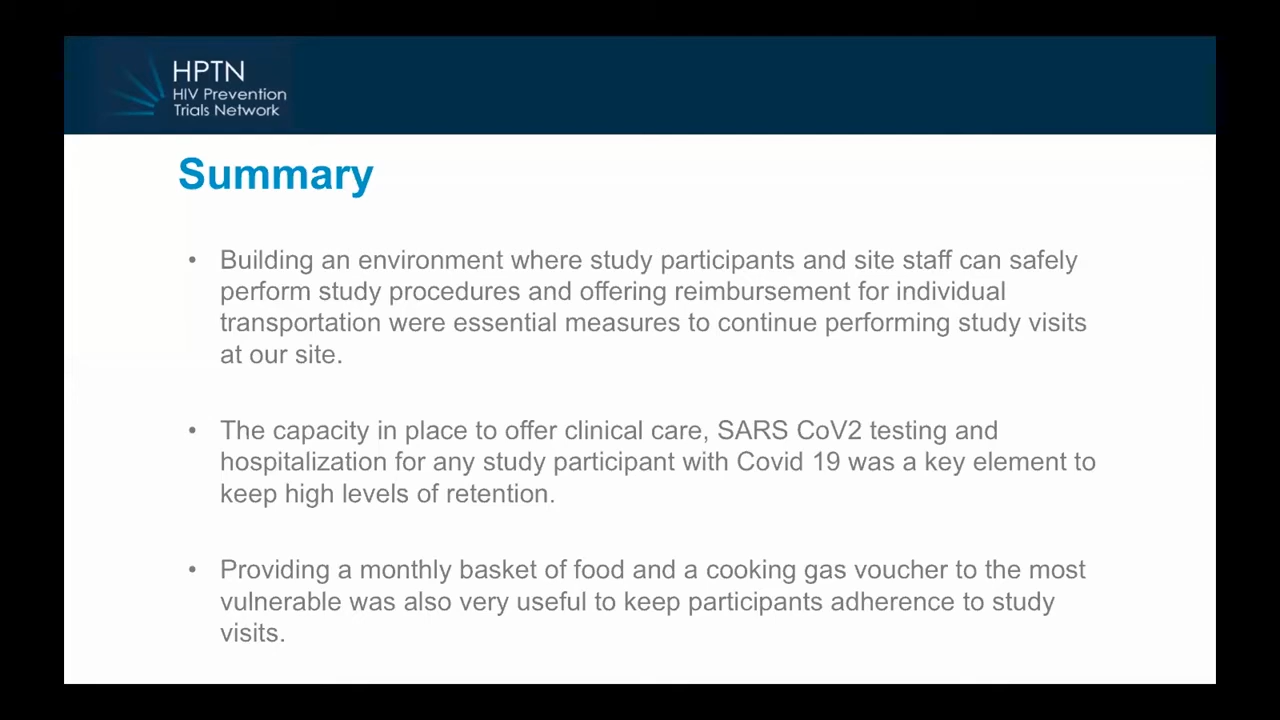 HPTN
HIV Prevention
Trials Network
Summary
• Building an environment where study participants and site staff can safely
perform study procedures and offering reimbursement for individual
transportation were essential measures to continue performing study visits
at our site.
• The capacity in place to offer clinical care, SARS CoV2 testing and
hospitalization for any study participant with Covid 19 was a key element to
keep high levels of retention.
• Providing a monthly basket of food and a cooking gas voucher to the most
vulnerable was also very useful to keep participants adherence to study
visits.